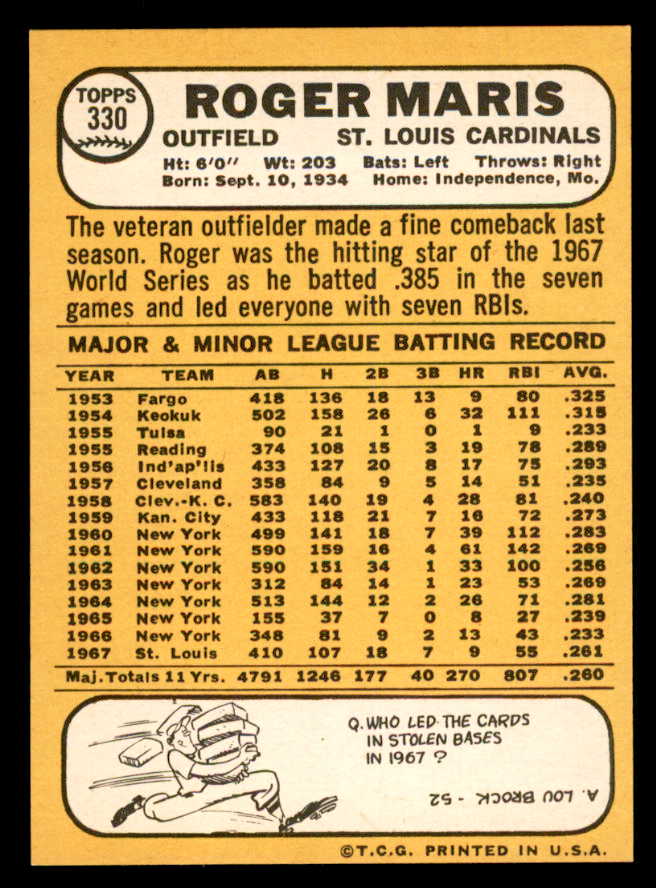 TOPPS
330
ROGER MARIS
OUTFIELD ST. LOUIS CARDINALS
Ht: 6'0" Wt: 203 Bats: Left Throws: Right
Born: Sept. 10, 1934 Home: Independence, Mo.
The veteran outfielder made a fine comeback last
season. Roger was the hitting star of the 1967
World Series as he batted .385 in the seven
games and led everyone with seven RBIs.
MAJOR & MINOR LEAGUE BATTING RECORD
YEAR TEAM AB H 2B 3B HR RBI AVG.
1953 Fargo 418 136 18 13 9 80 .325
1954 Keokuk 502 158 26 6 32 111 .315
1955 Tulsa 90 21 1 0 1 9 .233
1955 Reading 374 108 15 3 19 78 .289
1956 Ind'ap'lis 433 127 20 8 17 75 .293
1957 Cleveland 358 84 9 5 14 51 .235
1958 Clev.-K. C. 583 140 19 4 28 81 .240
1959 Kan. City 433 118 21 7 16 72 .273
1960 New York 499 141 18 7 39 112 .283
1961 New York 590 159 16 4 61 142 .269
1962 New York 590 151 34 1 33 100 .256
1963 New York 312 84 14 1 23 53 .269
1964 New York 513 144 12 2 26 71 .281
1965 New York 155 37 7 0 8 27 .239
1966 New York 348 81 9 2 13 43 .233
1967 St. Louis 410 107 18 7 9 55 .261
Maj. Totals 11 Yrs. 4791 1246 177 40 270 807 .260
Q. WHO LED THE CARDS
IN STOLEN BASES
IN 1967 ?
A. LOU BROCK - 52
©T.C.G. PRINTED IN U.S.A.